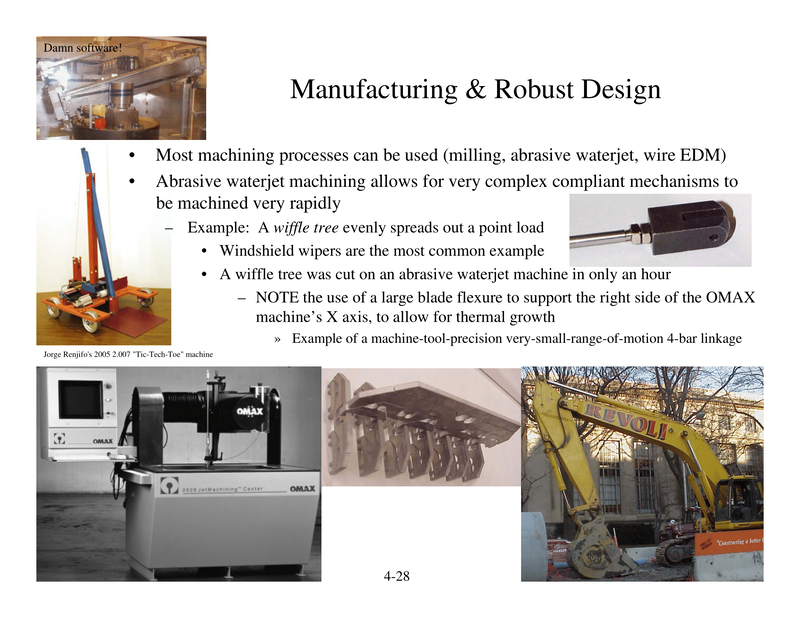 Damn software!
Manufacturing & Robust Design
• Most machining processes can be used (milling, abrasive waterjet, wire EDM)
• Abrasive waterjet machining allows for very complex compliant mechanisms to
be machined very rapidly
– Example: A wiffle tree evenly spreads out a point load
• Windshield wipers are the most common example
• A wiffle tree was cut on an abrasive waterjet machine in only an hour
– NOTE the use of a large blade flexure to support the right side of the OMAX
machine's X axis, to allow for thermal growth
» Example of a machine-tool-precision very-small-range-of-motion 4-bar linkage
Jorge Renjifo's 2005 2.007 "Tic-Tech-Toe" machine
OMAX
OMAX
2626 JetMachining™ Center
OMAX
REVOLI
"Constructing a better
4-28